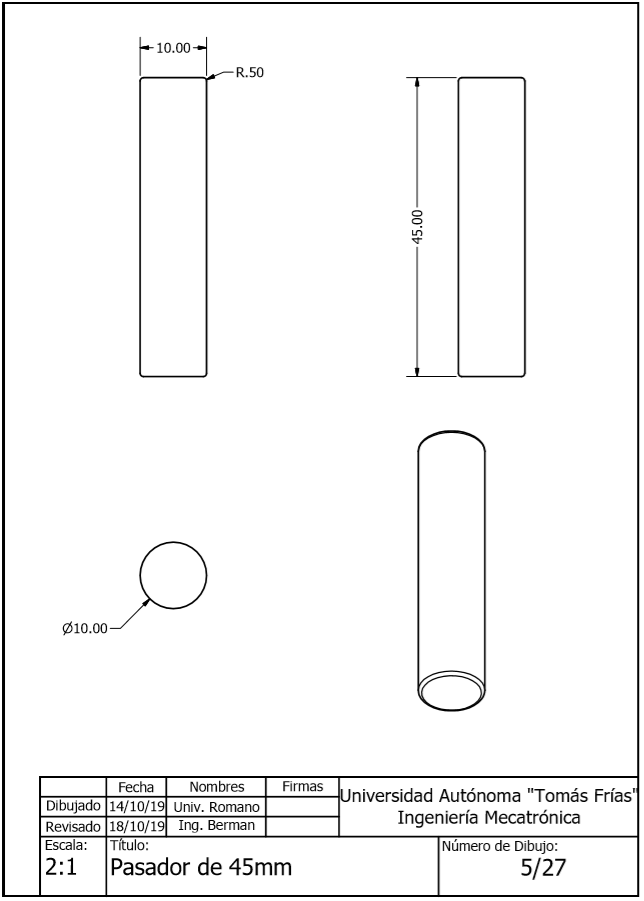 10.00
R.50
45.00
Ø10.00
Fecha Nombres Firmas
Dibujado 14/10/19 Univ. Romano
Revisado 18/10/19 Ing. Berman
Universidad Autónoma "Tomás Frías"
Ingeniería Mecatrónica
Escala:
2:1
Título:
Pasador de 45mm
Número de Dibujo:
5/27